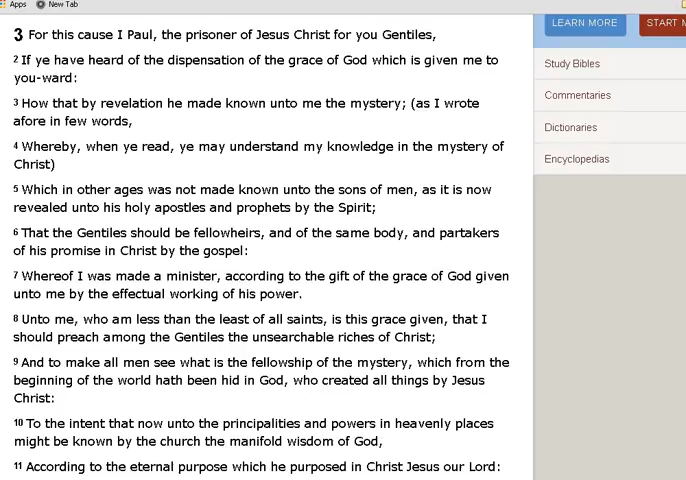 Apps New Tab
3 For this cause I Paul, the prisoner of Jesus Christ for you Gentiles,
2 If ye have heard of the dispensation of the grace of God which is given me to
you-ward:
3 How that by revelation he made known unto me the mystery; (as I wrote
afore in few words,
4 Whereby, when ye read, ye may understand my knowledge in the mystery of
Christ)
5 Which in other ages was not made known unto the sons of men, as it is now
revealed unto his holy apostles and prophets by the Spirit;
6 That the Gentiles should be fellowheirs, and of the same body, and partakers
of his promise in Christ by the gospel:
7 Whereof I was made a minister, according to the gift of the grace of God given
unto me by the effectual working of his power.
8 Unto me, who am less than the least of all saints, is this grace given, that I
should preach among the Gentiles the unsearchable riches of Christ;
9 And to make all men see what is the fellowship of the mystery, which from the
beginning of the world hath been hid in God, who created all things by Jesus
Christ:
10 To the intent that now unto the principalities and powers in heavenly places
might be known by the church the manifold wisdom of God,
11 According to the eternal purpose which he purposed in Christ Jesus our Lord:
LEARN MORE
START M
Study Bibles
Commentaries
Dictionaries
Encyclopedias